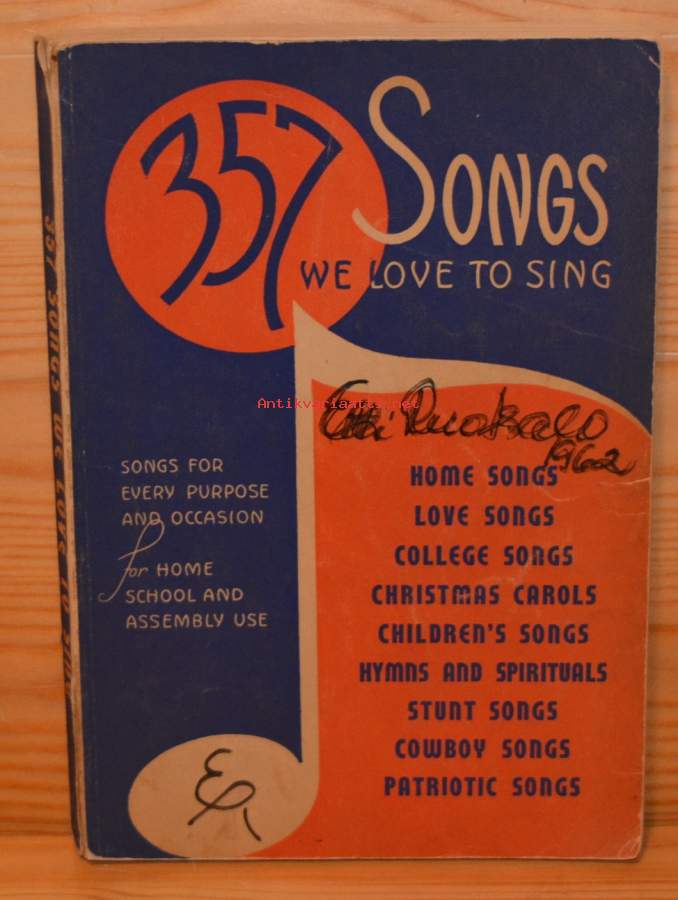 357
SONGS
WE LOVE TO SING
Antikvariaatti.net
1962
SONGS FOR
EVERY PURPOSE
AND OCCASION
for HOME
SCHOOL AND
ASSEMBLY USE
HOME SONGS
LOVE SONGS
COLLEGE SONGS
CHRISTMAS CAROLS
CHILDREN'S SONGS
HYMNS AND SPIRITUALS
STUNT SONGS
COWBOY SONGS
PATRIOTIC SONGS
357 SONGS WE LOVE TO SING